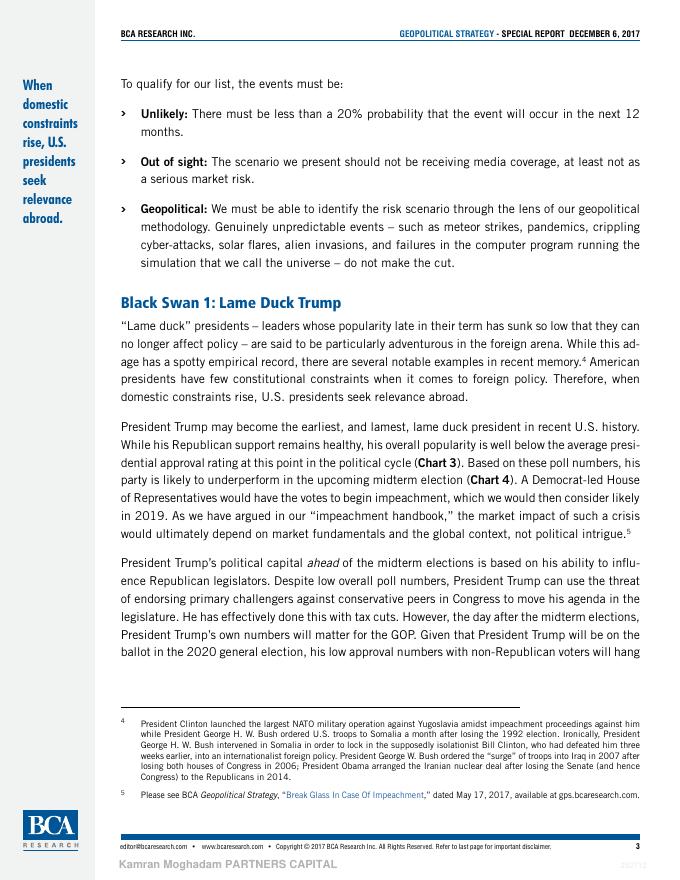 BCA RESEARCH INC.
GEOPOLITICAL STRATEGY - SPECIAL REPORT DECEMBER 6, 2017
When
domestic
constraints
rise, U.S.
presidents
seek
relevance
abroad.
To qualify for our list, the events must be:
› Unlikely: There must be less than a 20% probability that the event will occur in the next 12
months.
› Out of sight: The scenario we present should not be receiving media coverage, at least not as
a serious market risk.
› Geopolitical: We must be able to identify the risk scenario through the lens of our geopolitical
methodology. Genuinely unpredictable events – such as meteor strikes, pandemics, crippling
cyber-attacks, solar flares, alien invasions, and failures in the computer program running the
simulation that we call the universe – do not make the cut.
Black Swan 1: Lame Duck Trump
“Lame duck” presidents – leaders whose popularity late in their term has sunk so low that they can
no longer affect policy – are said to be particularly adventurous in the foreign arena. While this ad-
age has a spotty empirical record, there are several notable examples in recent memory.4 American
presidents have few constitutional constraints when it comes to foreign policy. Therefore, when
domestic constraints rise, U.S. presidents seek relevance abroad.
President Trump may become the earliest, and lamest, lame duck president in recent U.S. history.
While his Republican support remains healthy, his overall popularity is well below the average presi-
dential approval rating at this point in the political cycle (Chart 3). Based on these poll numbers, his
party is likely to underperform in the upcoming midterm election (Chart 4). A Democrat-led House
of Representatives would have the votes to begin impeachment, which we would then consider likely
in 2019. As we have argued in our “impeachment handbook,” the market impact of such a crisis
would ultimately depend on market fundamentals and the global context, not political intrigue.5
President Trump’s political capital ahead of the midterm elections is based on his ability to influ-
ence Republican legislators. Despite low overall poll numbers, President Trump can use the threat
of endorsing primary challengers against conservative peers in Congress to move his agenda in the
legislature. He has effectively done this with tax cuts. However, the day after the midterm elections,
President Trump’s own numbers will matter for the GOP. Given that President Trump will be on the
ballot in the 2020 general election, his low approval numbers with non-Republican voters will hang
4 President Clinton launched the largest NATO military operation against Yugoslavia amidst impeachment proceedings against him
while President George H. W. Bush ordered U.S. troops to Somalia a month after losing the 1992 election. Ironically, President
George H. W. Bush intervened in Somalia in order to lock in the supposedly isolationist Bill Clinton, who had defeated him three
weeks earlier, into an internationalist foreign policy. President George W. Bush ordered the “surge” of troops into Iraq in 2007 after
losing both houses of Congress in 2006; President Obama arranged the Iranian nuclear deal after losing the Senate (and hence
Congress) to the Republicans in 2014.
5 Please see BCA Geopolitical Strategy, “Break Glass In Case Of Impeachment,” dated May 17, 2017, available at gps.bcaresearch.com.
BCA
RESEARCH
editor@bcaresearch.com • www.bcaresearch.com • Copyright © 2017 BCA Research Inc. All Rights Reserved. Refer to last page for important disclaimer.
3
Kamran Moghadam PARTNERS CAPITAL